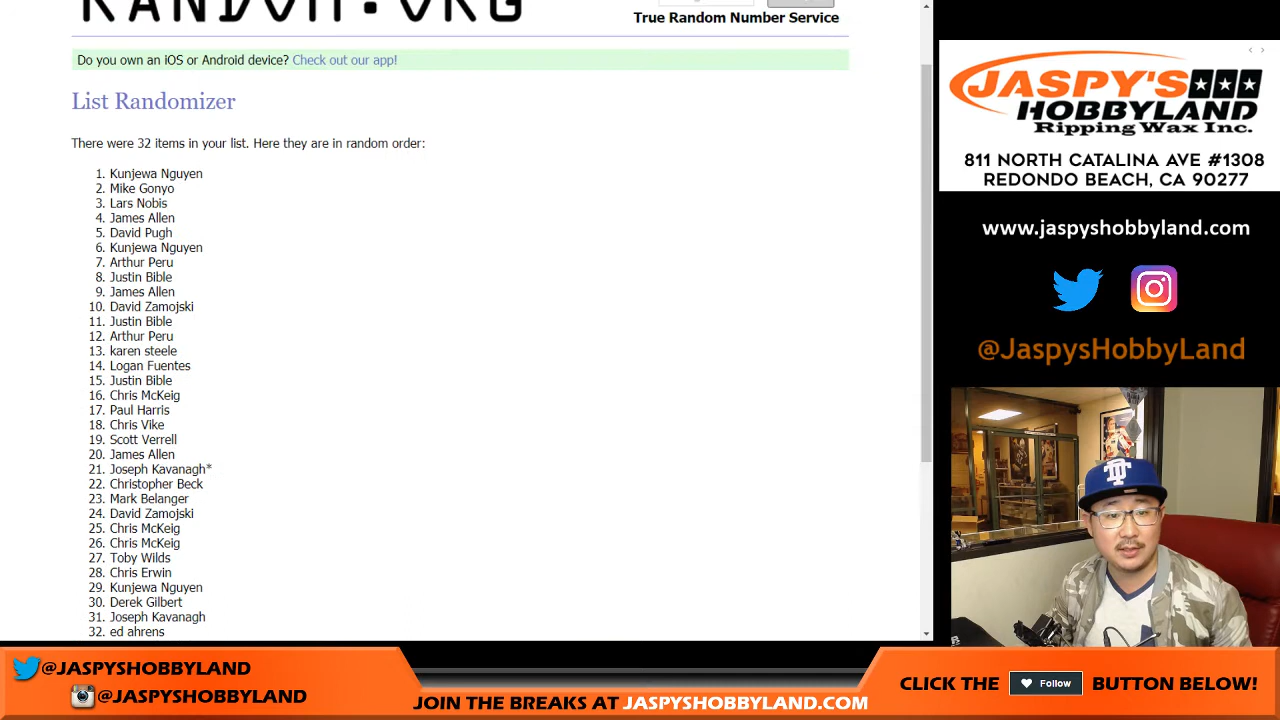 RANDOM.ORG
True Random Number Service
Do you own an iOS or Android device? Check out our app!
List Randomizer
There were 32 items in your list. Here they are in random order:
1. Kunjewa Nguyen
2. Mike Gonyo
3. Lars Nobis
4. James Allen
5. David Pugh
6. Kunjewa Nguyen
7. Arthur Peru
8. Justin Bible
9. James Allen
10. David Zamojski
11. Justin Bible
12. Arthur Peru
13. karen steele
14. Logan Fuentes
15. Justin Bible
16. Chris McKeig
17. Paul Harris
18. Chris Vike
19. Scott Verrell
20. James Allen
21. Joseph Kavanagh*
22. Christopher Beck
23. Mark Belanger
24. David Zamojski
25. Chris McKeig
26. Chris McKeig
27. Toby Wilds
28. Chris Erwin
29. Kunjewa Nguyen
30. Derek Gilbert
31. Joseph Kavanagh
32. ed ahrens
JASPY'S
HOBBYLAND
Ripping Wax Inc.
811 NORTH CATALINA AVE #1308
REDONDO BEACH, CA 90277
www.jaspyshobbyland.com
@JaspysHobbyLand
@JASPYSHOBBYLAND
@JASPYSHOBBYLAND
JOIN THE BREAKS AT JASPYSHOBBYLAND.COM
CLICK THE Follow BUTTON BELOW!